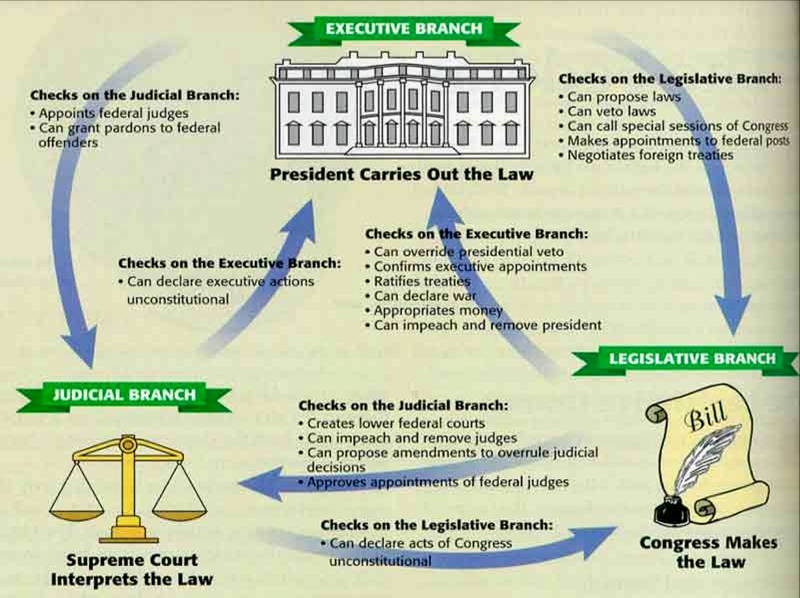 EXECUTIVE BRANCH
President Carries Out the Law
Checks on the Judicial Branch:
• Appoints federal judges
• Can grant pardons to federal
offenders
Checks on the Legislative Branch:
• Can propose laws
• Can veto laws
• Can call special sessions of Congress
• Makes appointments to federal posts
• Negotiates foreign treaties
Checks on the Executive Branch:
• Can declare executive actions
unconstitutional
Checks on the Executive Branch:
• Can override presidential veto
• Confirms executive appointments
• Ratifies treaties
• Can declare war
• Appropriates money
• Can impeach and remove president
JUDICIAL BRANCH
Supreme Court
Interprets the Law
LEGISLATIVE BRANCH
Bill
Congress Makes
the Law
Checks on the Judicial Branch:
• Creates lower federal courts
• Can impeach and remove judges
• Can propose amendments to overrule judicial
decisions
• Approves appointments of federal judges
Checks on the Legislative Branch:
• Can declare acts of Congress
unconstitutional